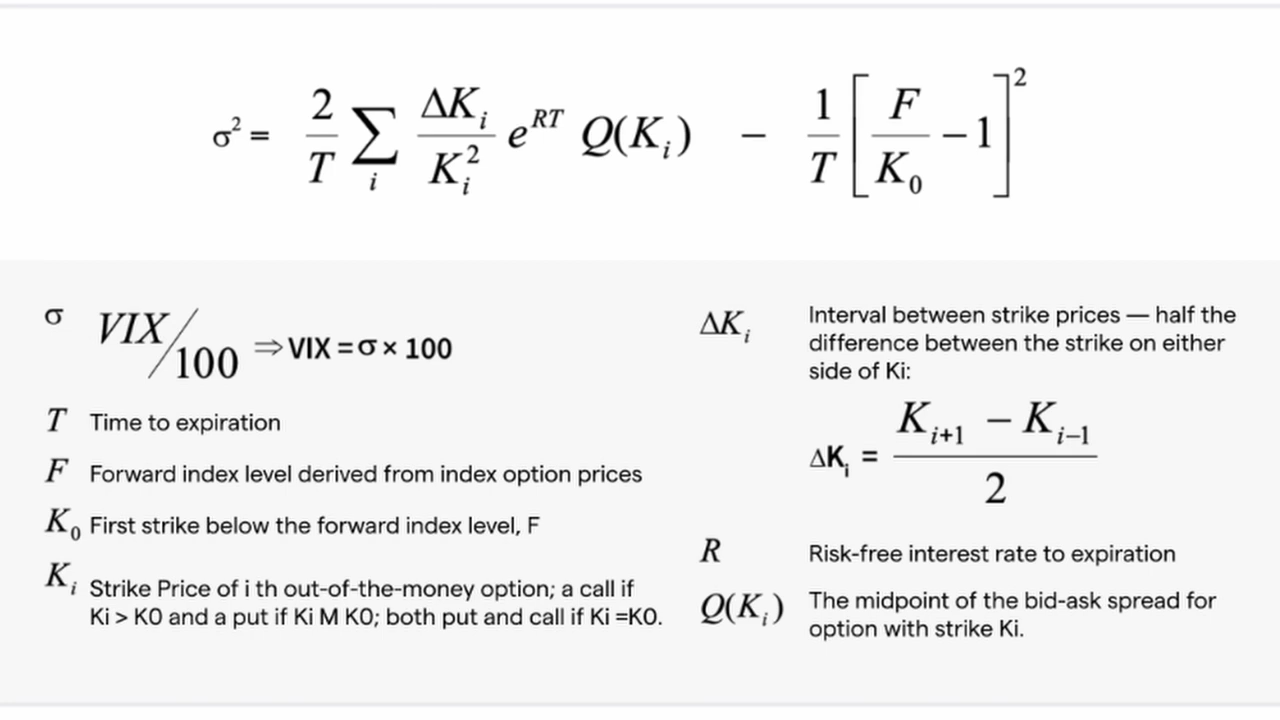 σ² = 2/T ∑i ΔKi/Ki² e^RT Q(Ki) − 1/T [F/K0 − 1]²
σ VIX/100 ⇒ VIX = σ × 100
T Time to expiration
F Forward index level derived from index option prices
K0 First strike below the forward index level, F
Ki Strike Price of i th out-of-the-money option; a call if
Ki > K0 and a put if Ki M K0; both put and call if Ki =K0.
ΔKi Interval between strike prices — half the
difference between the strike on either
side of Ki:
ΔKi = Ki+1 − Ki–1
2
R Risk-free interest rate to expiration
Q(Ki) The midpoint of the bid-ask spread for
option with strike Ki.